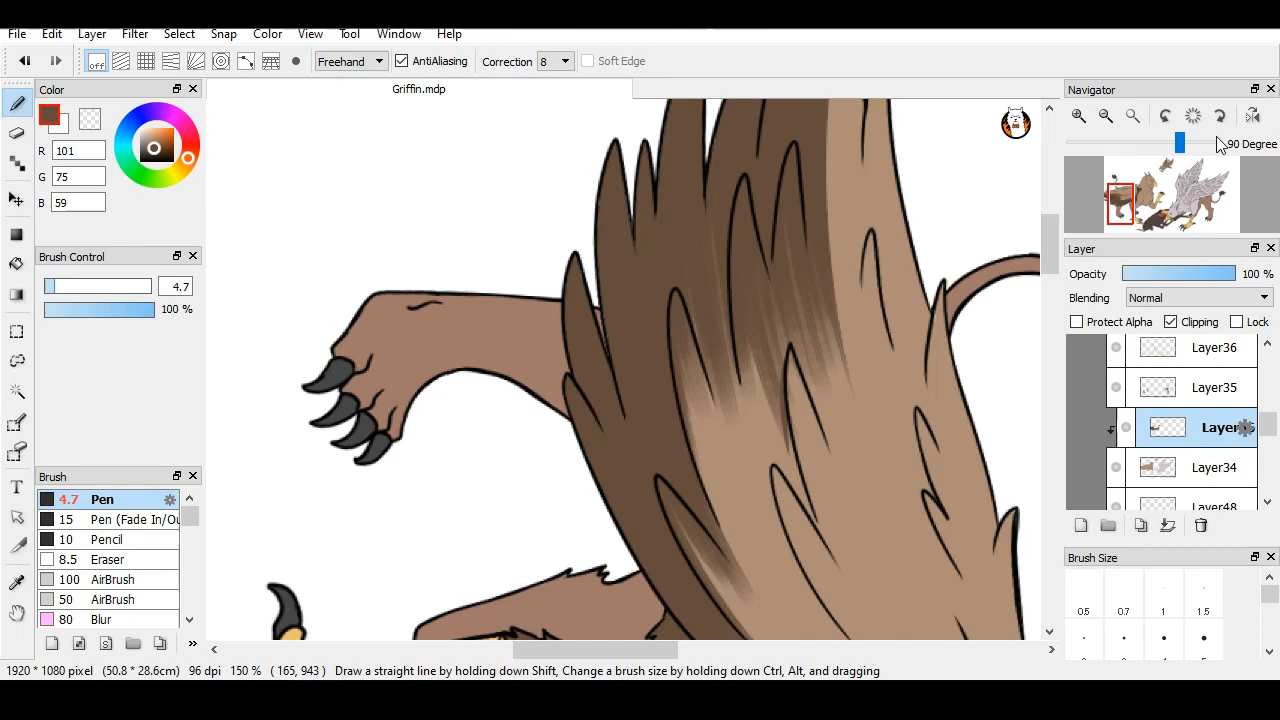 File Edit Layer Filter Select Snap Color View Tool Window Help
off Freehand AntiAliasing Correction 8 Soft Edge
Color Griffin.mdp Navigator
R 101
G 75
B 59
90 Degree
Brush Control Layer
4.7
100 %
Opacity 100 %
Blending Normal
Protect Alpha Clipping Lock
Layer36
Layer35
Layer
Layer34
Layer48
Brush
4.7 Pen
15 Pen (Fade In/Ou
10 Pencil
8.5 Eraser
100 AirBrush
50 AirBrush
80 Blur
T
Brush Size
0.5 0.7 1 1.5
1920 * 1080 pixel (50.8 * 28.6cm) 96 dpi 150 % ( 165, 943 ) Draw a straight line by holding down Shift, Change a brush size by holding down Ctrl, Alt, and dragging